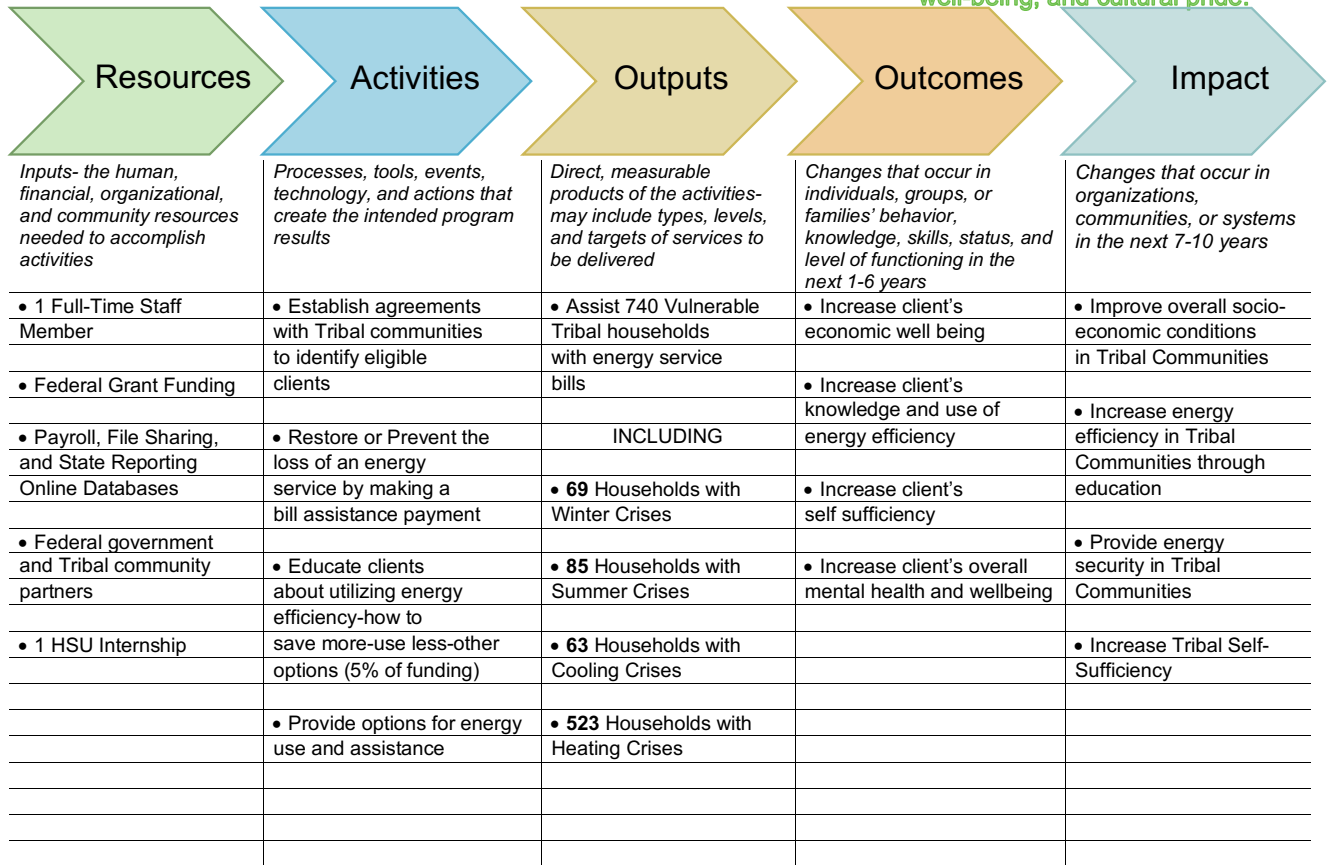 well-being, and cultural pride.
Resources
Activities
Outputs
Outcomes
Impact
Inputs- the human,
financial, organizational,
and community resources
needed to accomplish
activities
Processes, tools, events,
technology, and actions that
create the intended program
results
Direct, measurable
products of the activities-
may include types, levels,
and targets of services to
be delivered
Changes that occur in
individuals, groups, or
families’ behavior,
knowledge, skills, status, and
level of functioning in the
next 1-6 years
Changes that occur in
organizations,
communities, or systems
in the next 7-10 years
• 1 Full-Time Staff
Member
• Federal Grant Funding
• Payroll, File Sharing,
and State Reporting
Online Databases
• Federal government
and Tribal community
partners
• 1 HSU Internship
• Establish agreements
with Tribal communities
to identify eligible
clients
• Restore or Prevent the
loss of an energy
service by making a
bill assistance payment
• Educate clients
about utilizing energy
efficiency-how to
save more-use less-other
options (5% of funding)
• Provide options for energy
use and assistance
• Assist 740 Vulnerable
Tribal households
with energy service
bills
INCLUDING
• 69 Households with
Winter Crises
• 85 Households with
Summer Crises
• 63 Households with
Cooling Crises
• 523 Households with
Heating Crises
• Increase client’s
economic well being
• Increase client’s
knowledge and use of
energy efficiency
• Increase client’s
self sufficiency
• Increase client’s overall
mental health and wellbeing
• Improve overall socio-
economic conditions
in Tribal Communities
• Increase energy
efficiency in Tribal
Communities through
education
• Provide energy
security in Tribal
Communities
• Increase Tribal Self-
Sufficiency